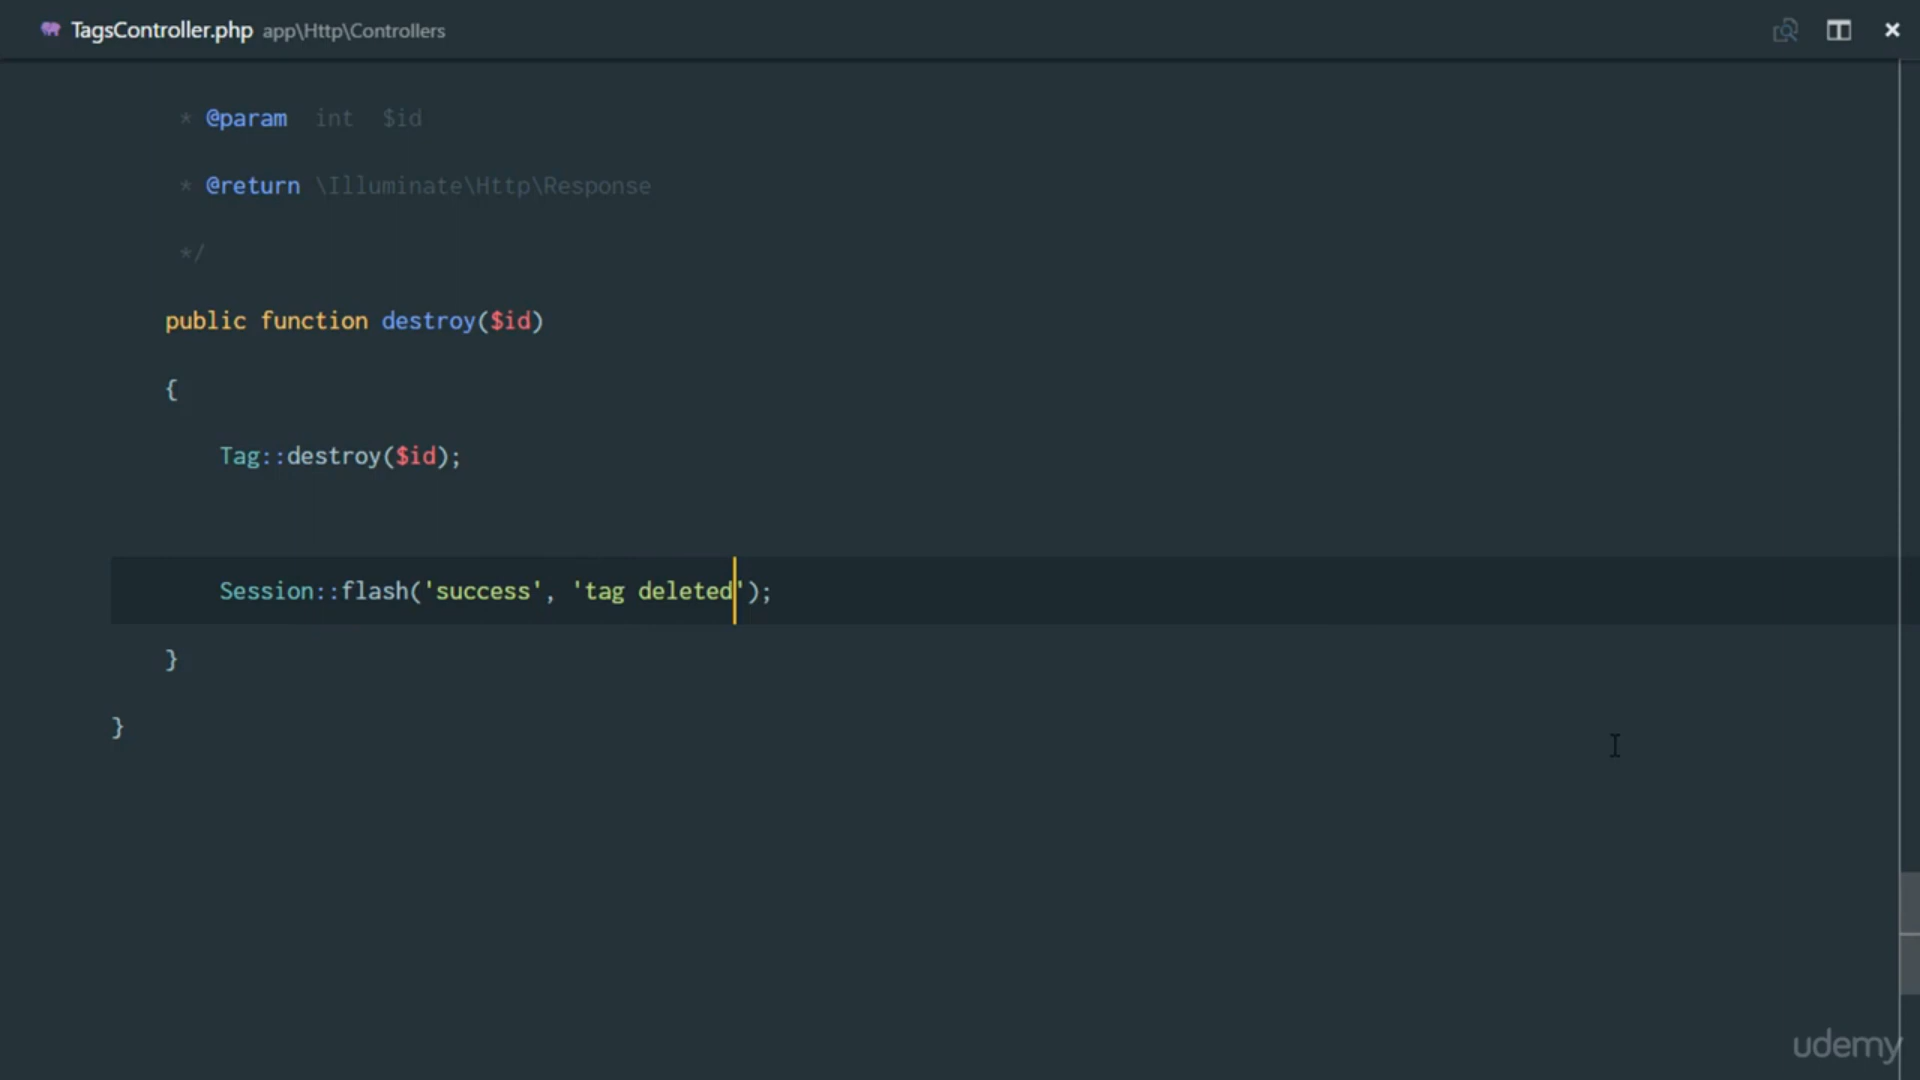 TagsController.php app\Http\Controllers
* @param int $id
* @return \Illuminate\Http\Response
*/
public function destroy($id)
{
Tag::destroy($id);
Session::flash('success', 'tag deleted');
}
}
udemy